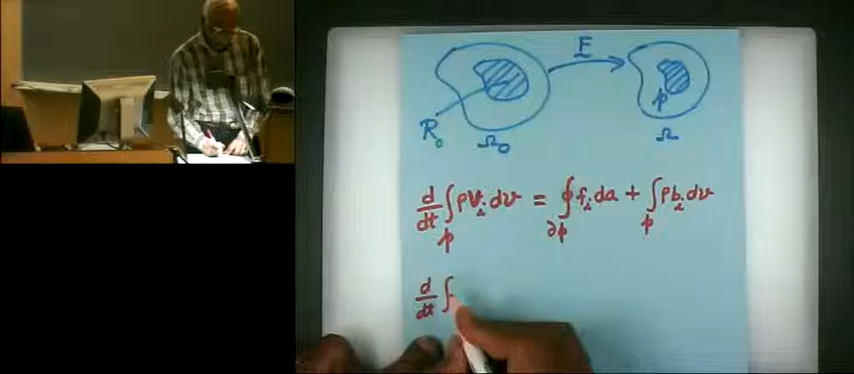 F
R₀ Ω₀ p Ω
d/dt ∫_p ρv_i dv = ∮_∂p f_i da + ∫_p ρb_i dv
d/dt ∫